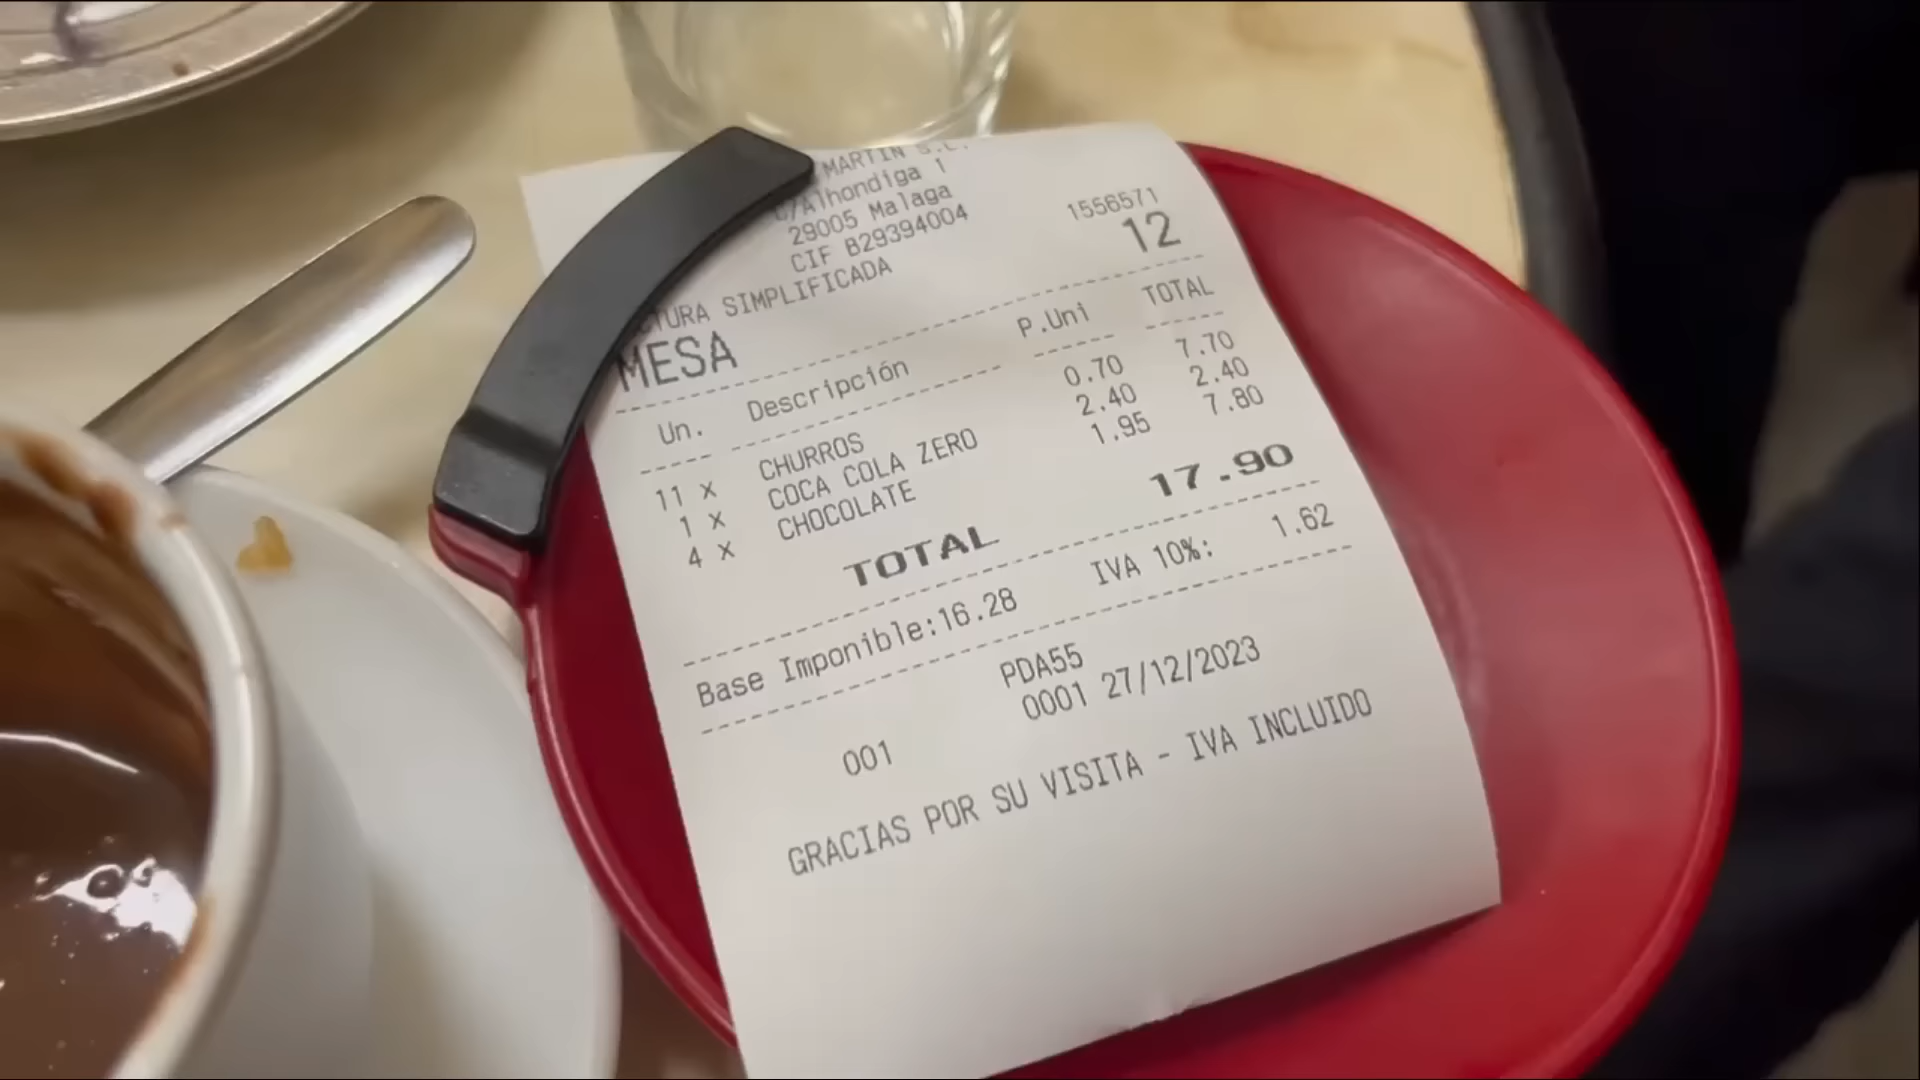 MARTIN S.L.
C/Alhondiga 1
29005 Malaga
CIF B29394004
1556571
SIMPLIFICADA
MESA 12
Un. Descripción P.Uni TOTAL
11 x CHURROS 0.70 7.70
1 x COCA COLA ZERO 2.40 2.40
4 x CHOCOLATE 1.95 7.80
TOTAL 17.90
Base Imponible:16.28 IVA 10%: 1.62
PDA55
001 0001 27/12/2023
GRACIAS POR SU VISITA - IVA INCLUIDO